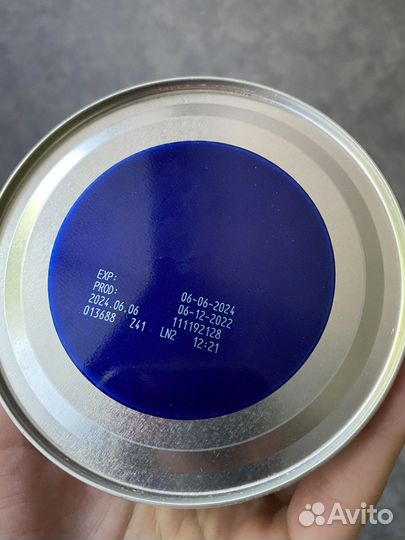 EXP: 06-06-2024
PROD: 06-12-2022
2024.06.06 111192128
013688 Z41 LN2 12:21
Avito